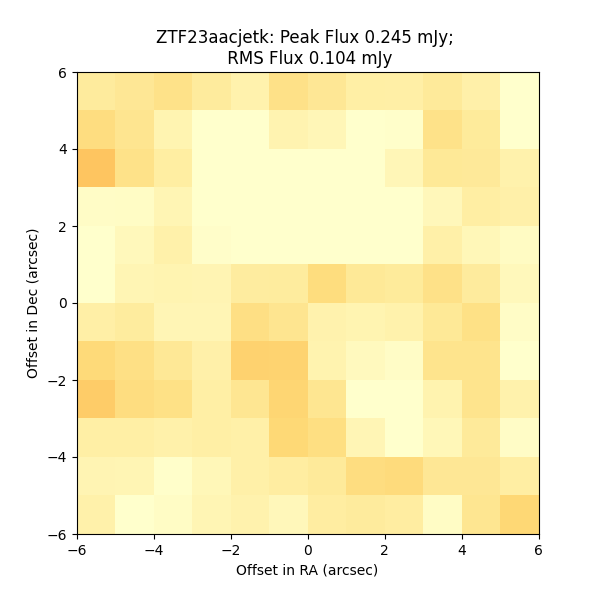 ZTF23aacjetk: Peak Flux 0.245 mJy;
RMS Flux 0.104 mJy
6
4
2
0
−2
−4
−6
Offset in Dec (arcsec)
−6 −4 −2 0 2 4 6
Offset in RA (arcsec)